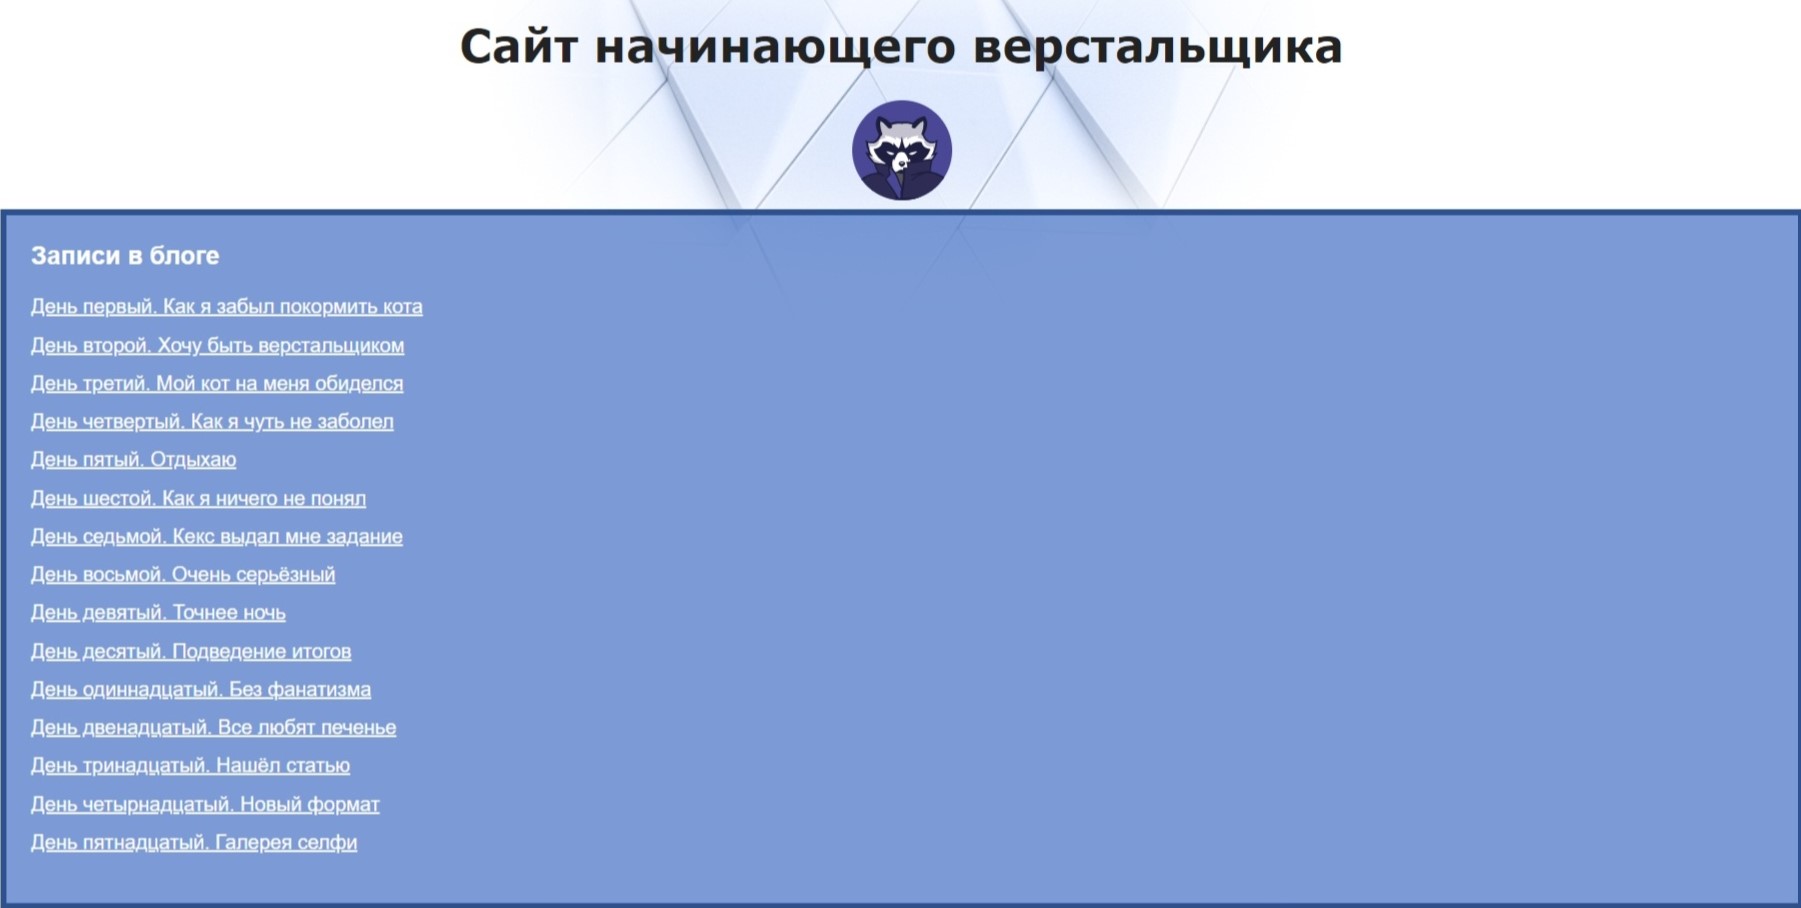 Сайт начинающего верстальщика
Записи в блоге
День первый. Как я забыл покормить кота
День второй. Хочу быть верстальщиком
День третий. Мой кот на меня обиделся
День четвертый. Как я чуть не заболел
День пятый. Отдыхаю
День шестой. Как я ничего не понял
День седьмой. Кекс выдал мне задание
День восьмой. Очень серьёзный
День девятый. Точнее ночь
День десятый. Подведение итогов
День одиннадцатый. Без фанатизма
День двенадцатый. Все любят печенье
День тринадцатый. Нашёл статью
День четырнадцатый. Новый формат
День пятнадцатый. Галерея селфи